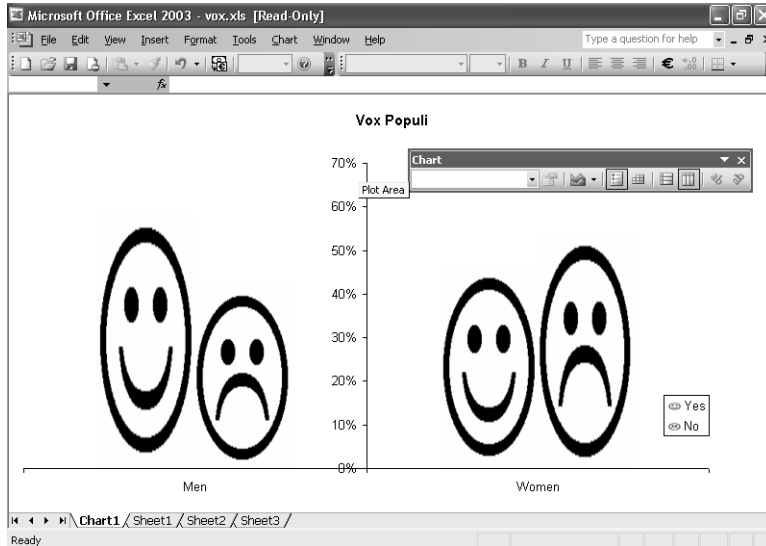 Microsoft Office Excel 2003 - vox.xls [Read-Only]
File Edit View Insert Format Tools Chart Window Help Type a question for help
B I U €
fx
Vox Populi
Chart
70%
Plot Area
60%
50%
40%
30%
20%
10%
0%
Yes
No
Men Women
Chart1 / Sheet1 / Sheet2 / Sheet3 /
Ready